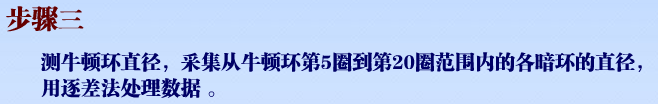 步骤三
测牛顿环直径，采集从牛顿环第5圈到第20圈范围内的各暗环的直径，
用逐差法处理数据 。